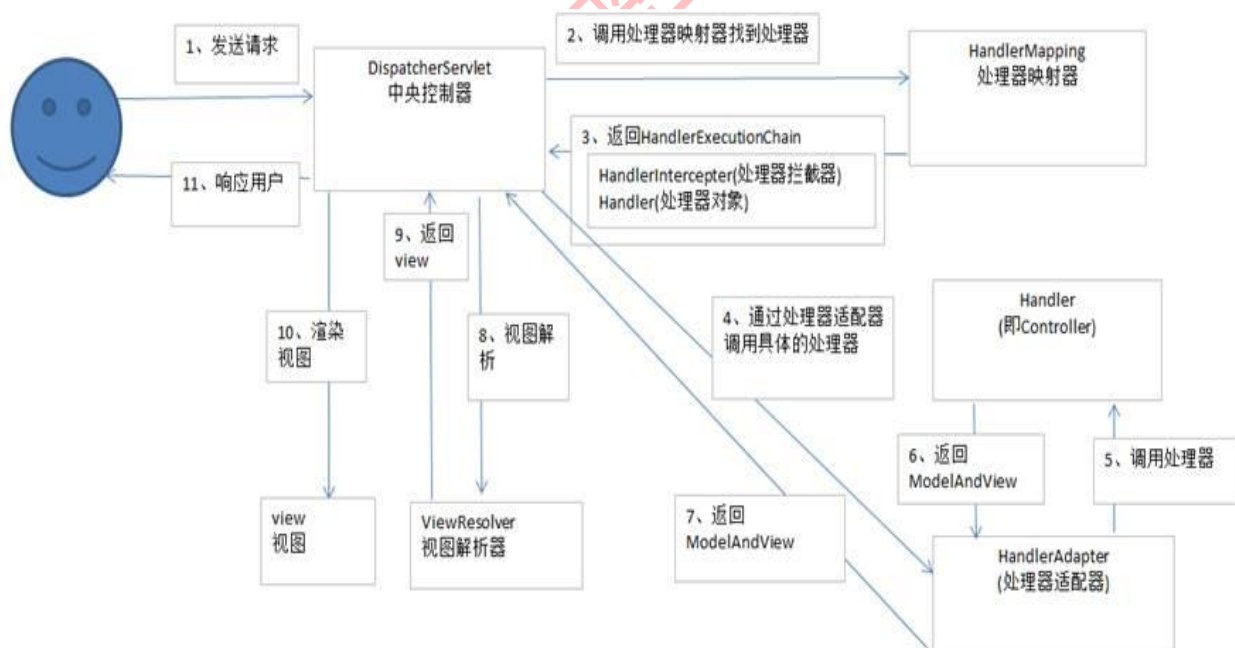 1、发送请求
2、调用处理器映射器找到处理器
DispatcherServlet
中央控制器
HandlerMapping
处理器映射器
3、返回HandlerExecutionChain
HandlerIntercepter(处理器拦截器)
Handler(处理器对象)
11、响应用户
9、返回
view
10、渲染
视图
8、视图解
析
4、通过处理器适配器
调用具体的处理器
Handler
(即Controller)
6、返回
ModelAndView
5、调用处理器
7、返回
ModelAndView
view
视图
ViewResolver
视图解析器
HandlerAdapter
(处理器适配器)